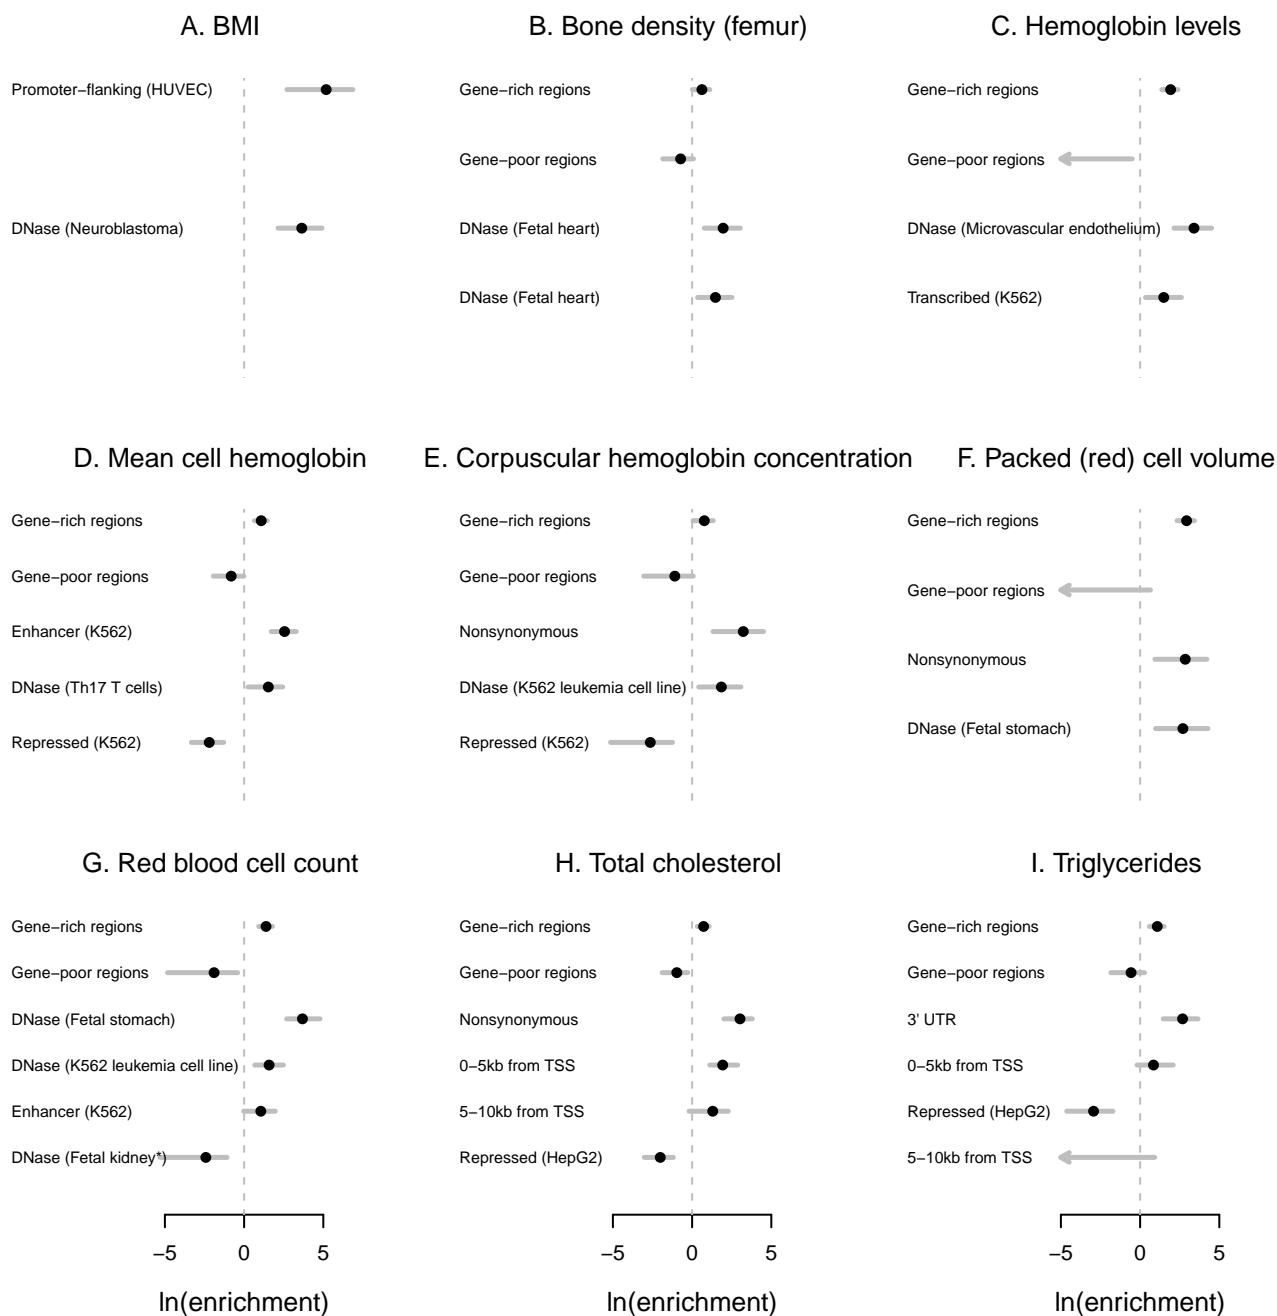 A. BMI
Promoter−flanking (HUVEC)
DNase (Neuroblastoma)
B. Bone density (femur)
Gene−rich regions
Gene−poor regions
DNase (Fetal heart)
DNase (Fetal heart)
C. Hemoglobin levels
Gene−rich regions
Gene−poor regions
DNase (Microvascular endothelium)
Transcribed (K562)
D. Mean cell hemoglobin
Gene−rich regions
Gene−poor regions
Enhancer (K562)
DNase (Th17 T cells)
Repressed (K562)
E. Corpuscular hemoglobin concentration
Gene−rich regions
Gene−poor regions
Nonsynonymous
DNase (K562 leukemia cell line)
Repressed (K562)
F. Packed (red) cell volume
Gene−rich regions
Gene−poor regions
Nonsynonymous
DNase (Fetal stomach)
G. Red blood cell count
Gene−rich regions
Gene−poor regions
DNase (Fetal stomach)
DNase (K562 leukemia cell line)
Enhancer (K562)
DNase (Fetal kidney*)
−5 0 5
ln(enrichment)
H. Total cholesterol
Gene−rich regions
Gene−poor regions
Nonsynonymous
0−5kb from TSS
5−10kb from TSS
Repressed (HepG2)
−5 0 5
ln(enrichment)
I. Triglycerides
Gene−rich regions
Gene−poor regions
3' UTR
0−5kb from TSS
Repressed (HepG2)
5−10kb from TSS
−5 0 5
ln(enrichment)